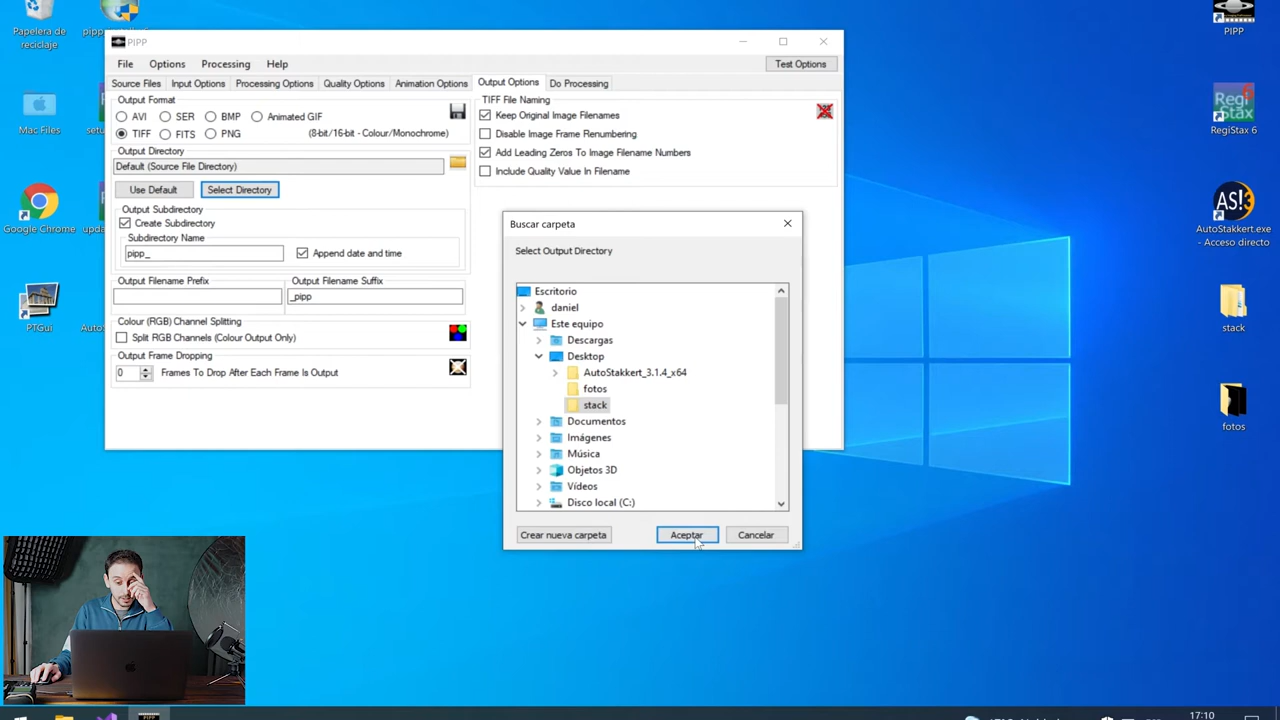 Papelera de
reciclaje
PIPP
File Options Processing Help
Test Options
Source Files Input Options Processing Options Quality Options Animation Options Output Options Do Processing
Output Format
AVI SER BMP Animated GIF
TIFF FITS PNG (8-bit/16-bit - Colour/Monochrome)
Output Directory
Default (Source File Directory)
Use Default Select Directory
Output Subdirectory
Create Subdirectory
Subdirectory Name
pipp_ Append date and time
Output Filename Prefix Output Filename Suffix
_pipp
Colour (RGB) Channel Splitting
Split RGB Channels (Colour Output Only)
Output Frame Dropping
0 Frames To Drop After Each Frame Is Output
TIFF File Naming
Keep Original Image Filenames
Disable Image Frame Renumbering
Add Leading Zeros To Image Filename Numbers
Include Quality Value In Filename
Buscar carpeta
Select Output Directory
Escritorio
daniel
Este equipo
Descargas
Desktop
AutoStakkert_3.1.4_x64
fotos
stack
Documentos
Imágenes
Música
Objetos 3D
Vídeos
Disco local (C:)
Crear nueva carpeta Aceptar Cancelar
Mac Files
Google Chrome
PTGui
PIPP
Regi
Stax
6
RegiStax 6
AS!3
AutoStakkert.exe
- Acceso directo
stack
fotos
PIPP
17:10